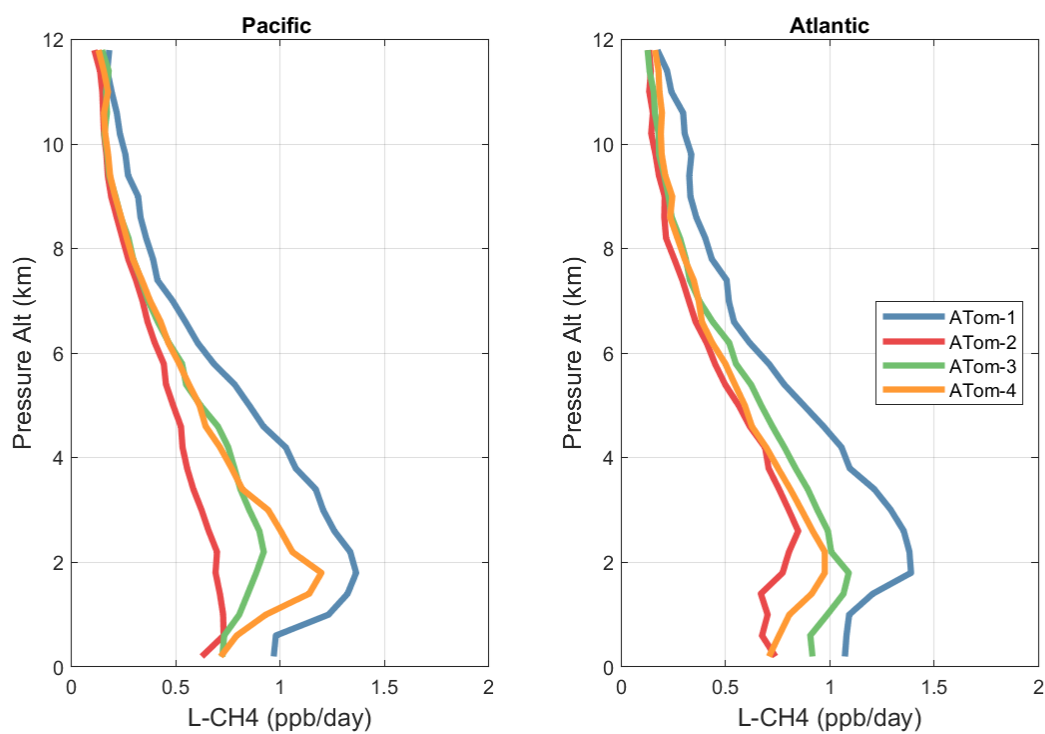 Pacific
12
10
8
6
4
2
0
Pressure Alt (km)
0 0.5 1 1.5 2
L-CH4 (ppb/day)
Atlantic
12
10
8
6
4
2
0
Pressure Alt (km)
0 0.5 1 1.5 2
L-CH4 (ppb/day)
ATom-1
ATom-2
ATom-3
ATom-4